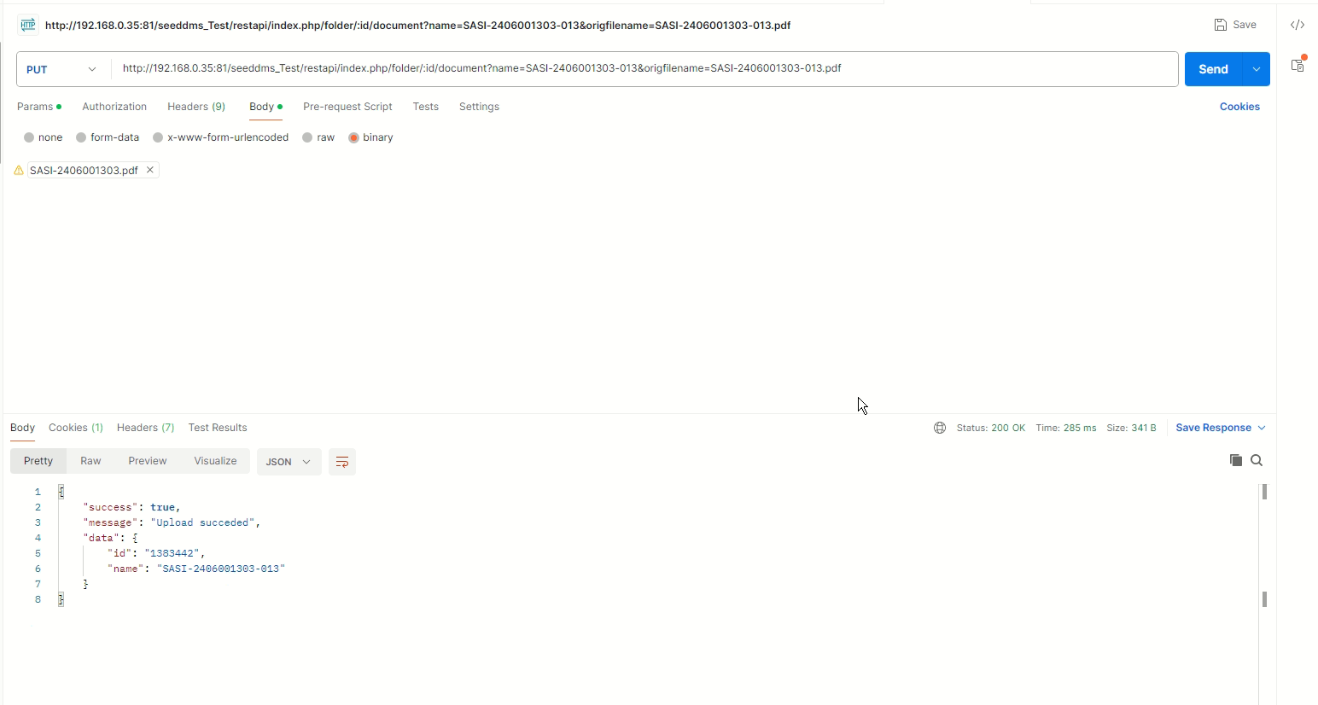 HTTP http://192.168.0.35:81/seeddms_Test/restapi/index.php/folder/:id/document?name=SASI-2406001303-013&origfilename=SASI-2406001303-013.pdf Save
PUT http://192.168.0.35:81/seeddms_Test/restapi/index.php/folder/:id/document?name=SASI-2406001303-013&origfilename=SASI-2406001303-013.pdf Send
Params Authorization Headers (9) Body Pre-request Script Tests Settings Cookies
none form-data x-www-form-urlencoded raw binary
SASI-2406001303.pdf
Body Cookies (1) Headers (7) Test Results Status: 200 OK Time: 285 ms Size: 341 B Save Response
Pretty Raw Preview Visualize JSON
1 {
2 "success": true,
3 "message": "Upload succeded",
4 "data": {
5 "id": "1383442",
6 "name": "SASI-2406001303-013"
7 }
8 }